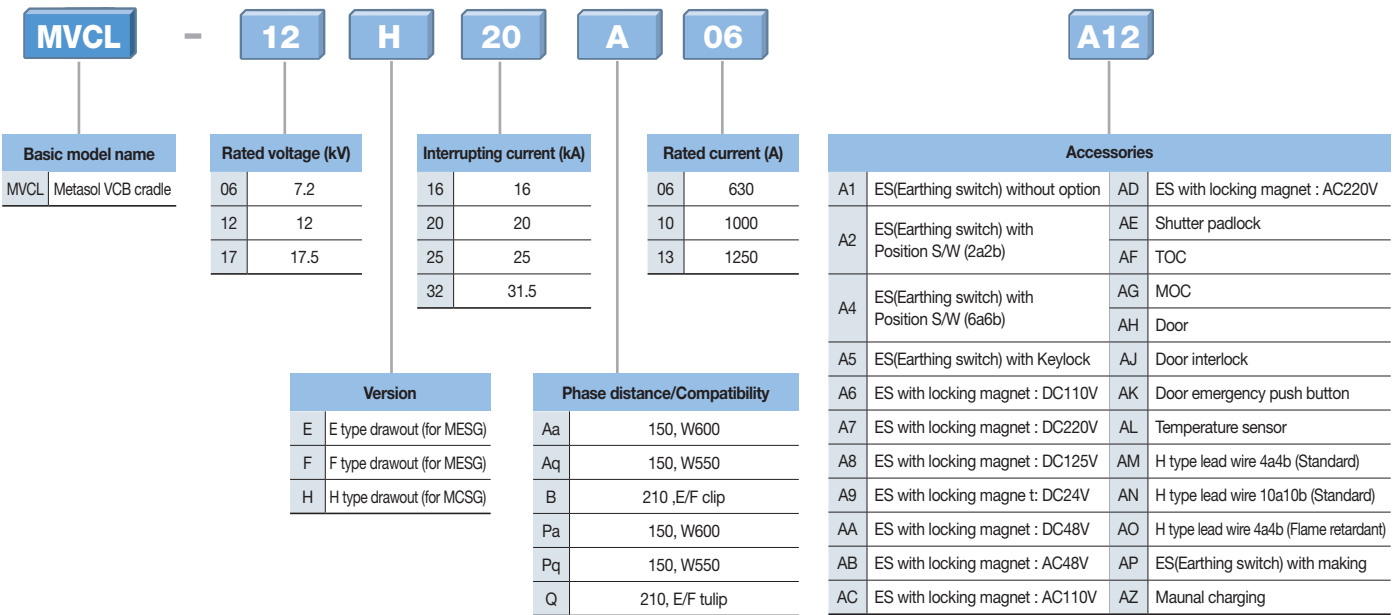 MVCL - 12 H 20 A 06 A12
Basic model name
MVCL Metasol VCB cradle
Rated voltage (kV)
06 7.2
12 12
17 17.5
Interrupting current (kA)
16 16
20 20
25 25
32 31.5
Rated current (A)
06 630
10 1000
13 1250
Version
E E type drawout (for MESG)
F F type drawout (for MESG)
H H type drawout (for MCSG)
Phase distance/Compatibility
Aa 150, W600
Aq 150, W550
B 210 ,E/F clip
Pa 150, W600
Pq 150, W550
Q 210, E/F tulip
Accessories
A1 ES(Earthing switch) without option
A2 ES(Earthing switch) with
Position S/W (2a2b)
A4 ES(Earthing switch) with
Position S/W (6a6b)
A5 ES(Earthing switch) with Keylock
A6 ES with locking magnet : DC110V
A7 ES with locking magnet : DC220V
A8 ES with locking magnet : DC125V
A9 ES with locking magne t: DC24V
AA ES with locking magnet : DC48V
AB ES with locking magnet : AC48V
AC ES with locking magnet : AC110V
AD ES with locking magnet : AC220V
AE Shutter padlock
AF TOC
AG MOC
AH Door
AJ Door interlock
AK Door emergency push button
AL Temperature sensor
AM H type lead wire 4a4b (Standard)
AN H type lead wire 10a10b (Standard)
AO H type lead wire 4a4b (Flame retardant)
AP ES(Earthing switch) with making
AZ Maunal charging